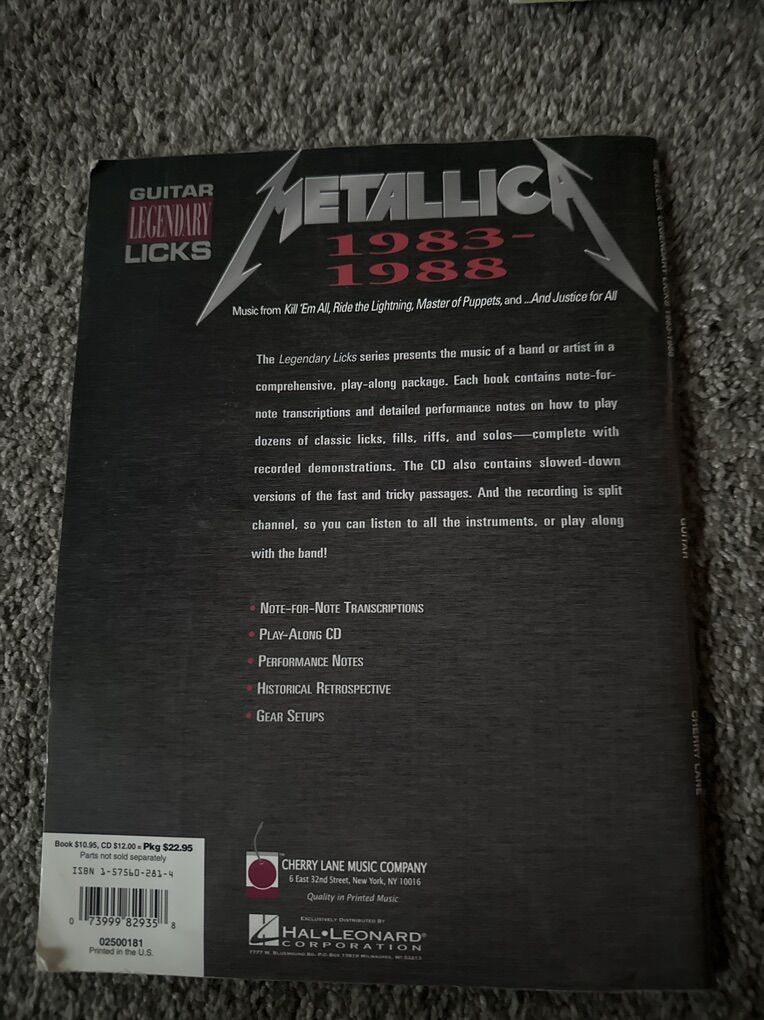 GUITAR
LEGENDARY
LICKS
METALLICA
1983-
1988
Music from Kill 'Em All, Ride the Lightning, Master of Puppets, and ...And Justice for All
The Legendary Licks series presents the music of a band or artist in a
comprehensive, play-along package. Each book contains note-for-
note transcriptions and detailed performance notes on how to play
dozens of classic licks, fills, riffs, and solos—complete with
recorded demonstrations. The CD also contains slowed-down
versions of the fast and tricky passages. And the recording is split
channel, so you can listen to all the instruments, or play along
with the band!
• NOTE-FOR-NOTE TRANSCRIPTIONS
• PLAY-ALONG CD
• PERFORMANCE NOTES
• HISTORICAL RETROSPECTIVE
• GEAR SETUPS
Book $10.95, CD $12.00 = Pkg $22.95
Parts not sold separately
ISBN 1-57560-281-4
0 73999 82935 8
02500181
Printed in the U.S.
CHERRY LANE MUSIC COMPANY
6 East 32nd Street, New York, NY 10016
Quality in Printed Music
EXCLUSIVELY DISTRIBUTED BY
HAL•LEONARD®
CORPORATION
7777 W. BLUEMOUND RD. P.O. BOX 13819 MILWAUKEE, WI 53213
GUITAR
CHERRY LANE